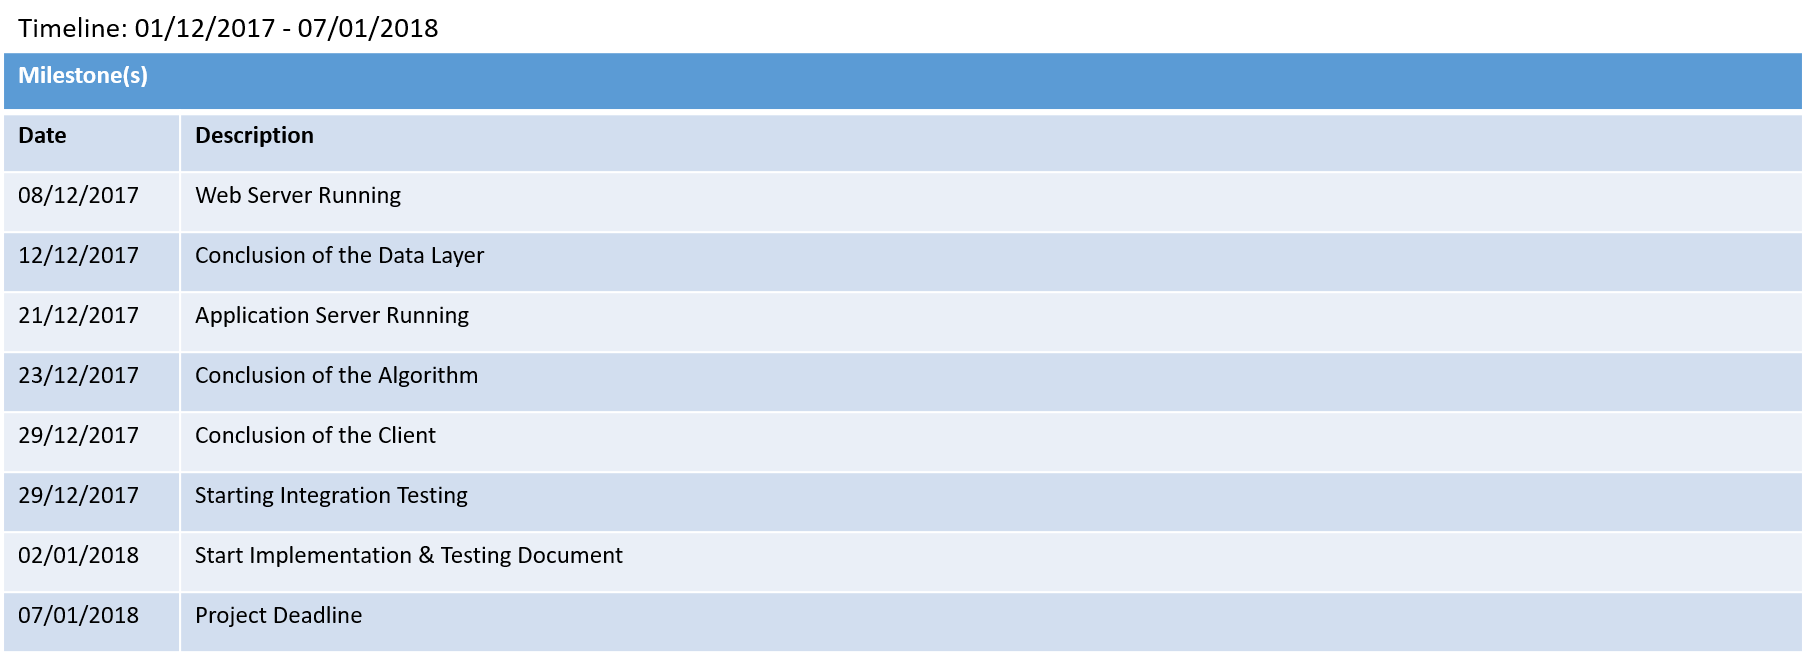 Timeline: 01/12/2017 - 07/01/2018
Milestone(s)
Date Description
08/12/2017 Web Server Running
12/12/2017 Conclusion of the Data Layer
21/12/2017 Application Server Running
23/12/2017 Conclusion of the Algorithm
29/12/2017 Conclusion of the Client
29/12/2017 Starting Integration Testing
02/01/2018 Start Implementation & Testing Document
07/01/2018 Project Deadline